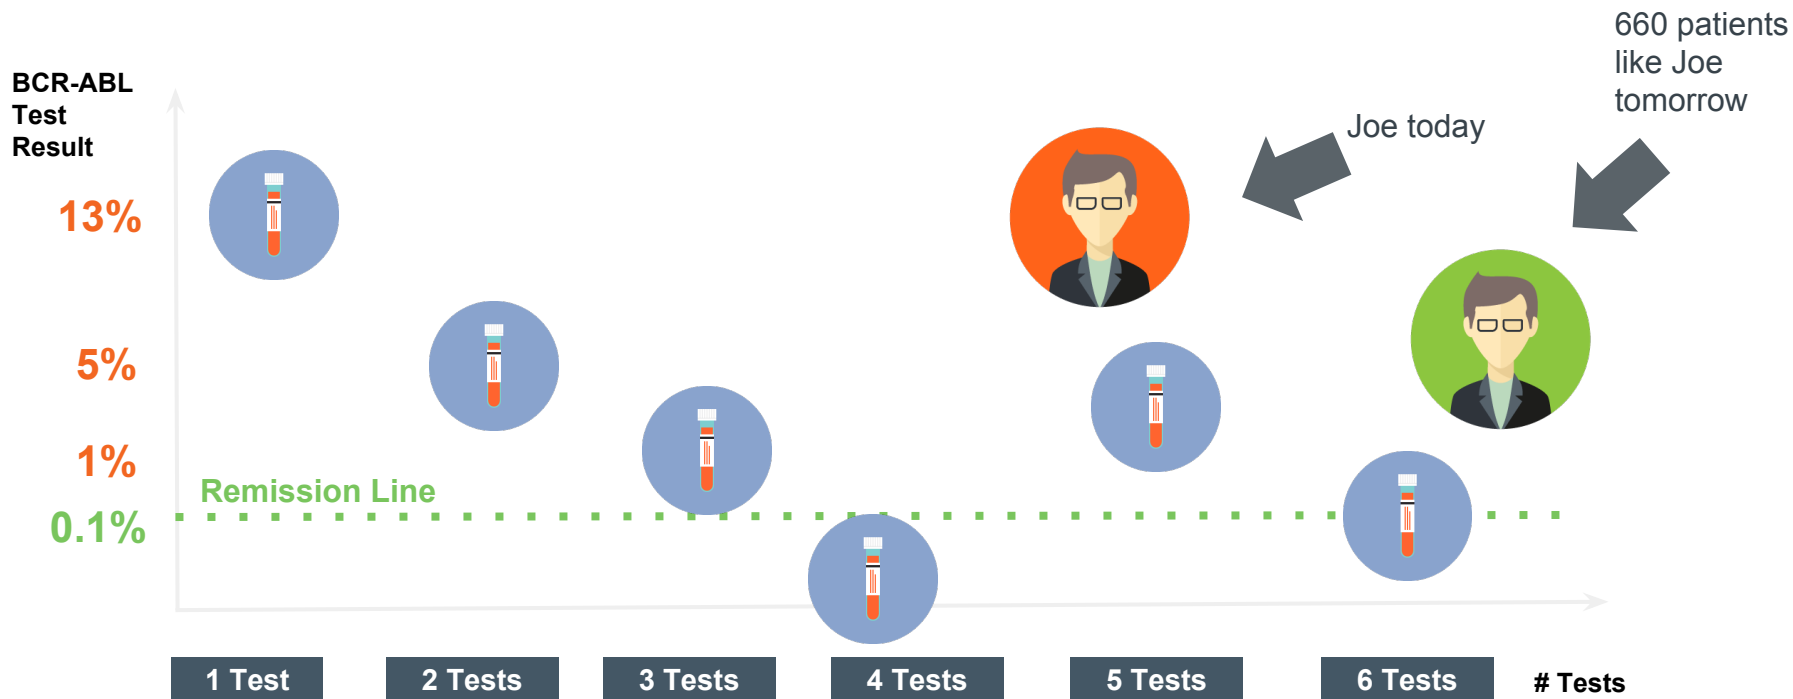 660 patients
like Joe
tomorrow
BCR-ABL
Test
Result
Joe today
13%
5%
1%
Remission Line
0.1%
1 Test
2 Tests
3 Tests
4 Tests
5 Tests
6 Tests
# Tests